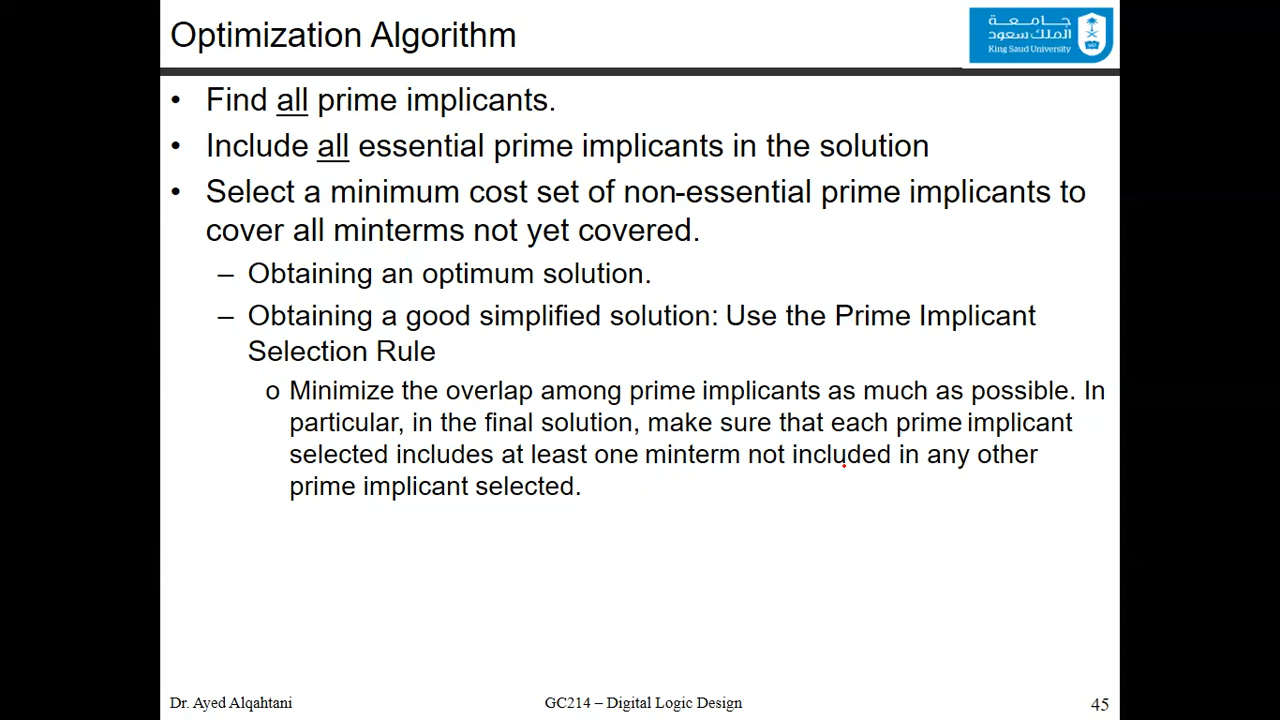 Optimization Algorithm
جامعة
الملك سعود
King Saud University
• Find all prime implicants.
• Include all essential prime implicants in the solution
• Select a minimum cost set of non-essential prime implicants to
cover all minterms not yet covered.
– Obtaining an optimum solution.
– Obtaining a good simplified solution: Use the Prime Implicant
Selection Rule
o Minimize the overlap among prime implicants as much as possible. In
particular, in the final solution, make sure that each prime implicant
selected includes at least one minterm not included in any other
prime implicant selected.
Dr. Ayed Alqahtani
GC214 – Digital Logic Design
45